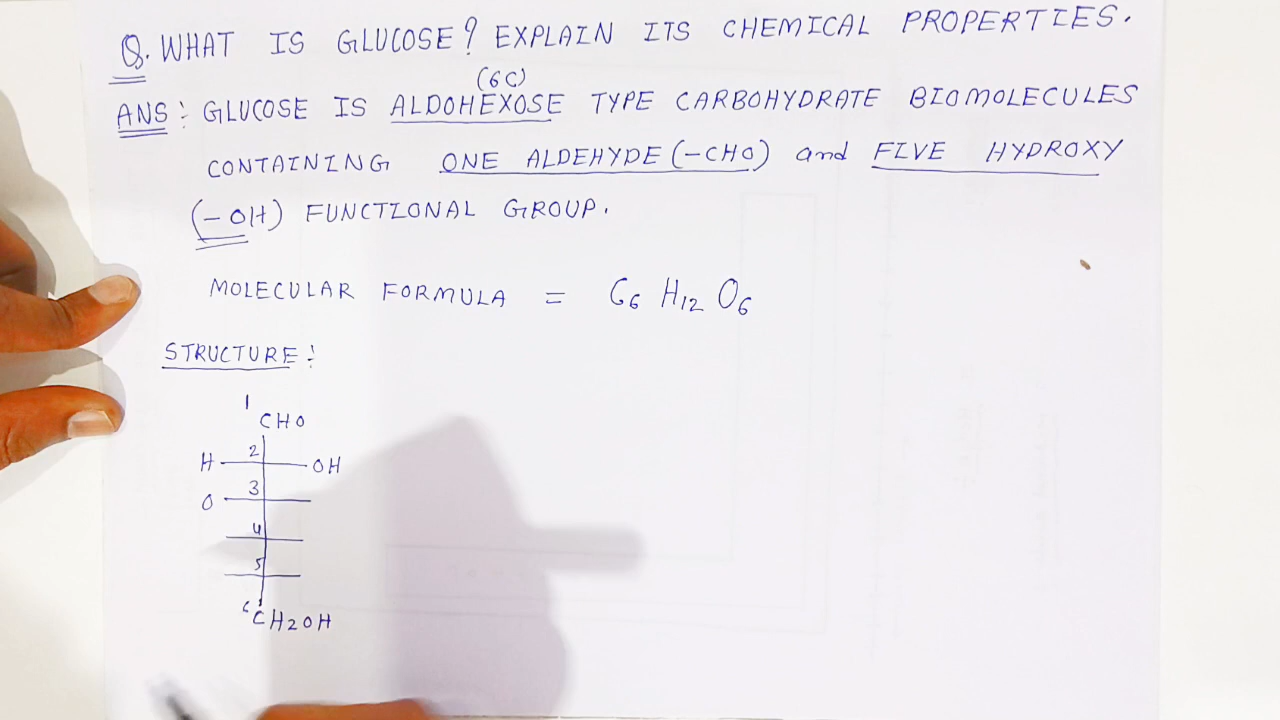 Q. WHAT IS GLUCOSE? EXPLAIN ITS CHEMICAL PROPERTIES.
(6C)
ANS: GLUCOSE IS ALDOHEXOSE TYPE CARBOHYDRATE BIOMOLECULES
CONTAINING ONE ALDEHYDE (-CHO) and FIVE HYDROXY
(-OH) FUNCTIONAL GROUP.
MOLECULAR FORMULA = C6 H12 O6
STRUCTURE:
1
CHO
H 2 OH
O 3
4
5
6 CH2OH